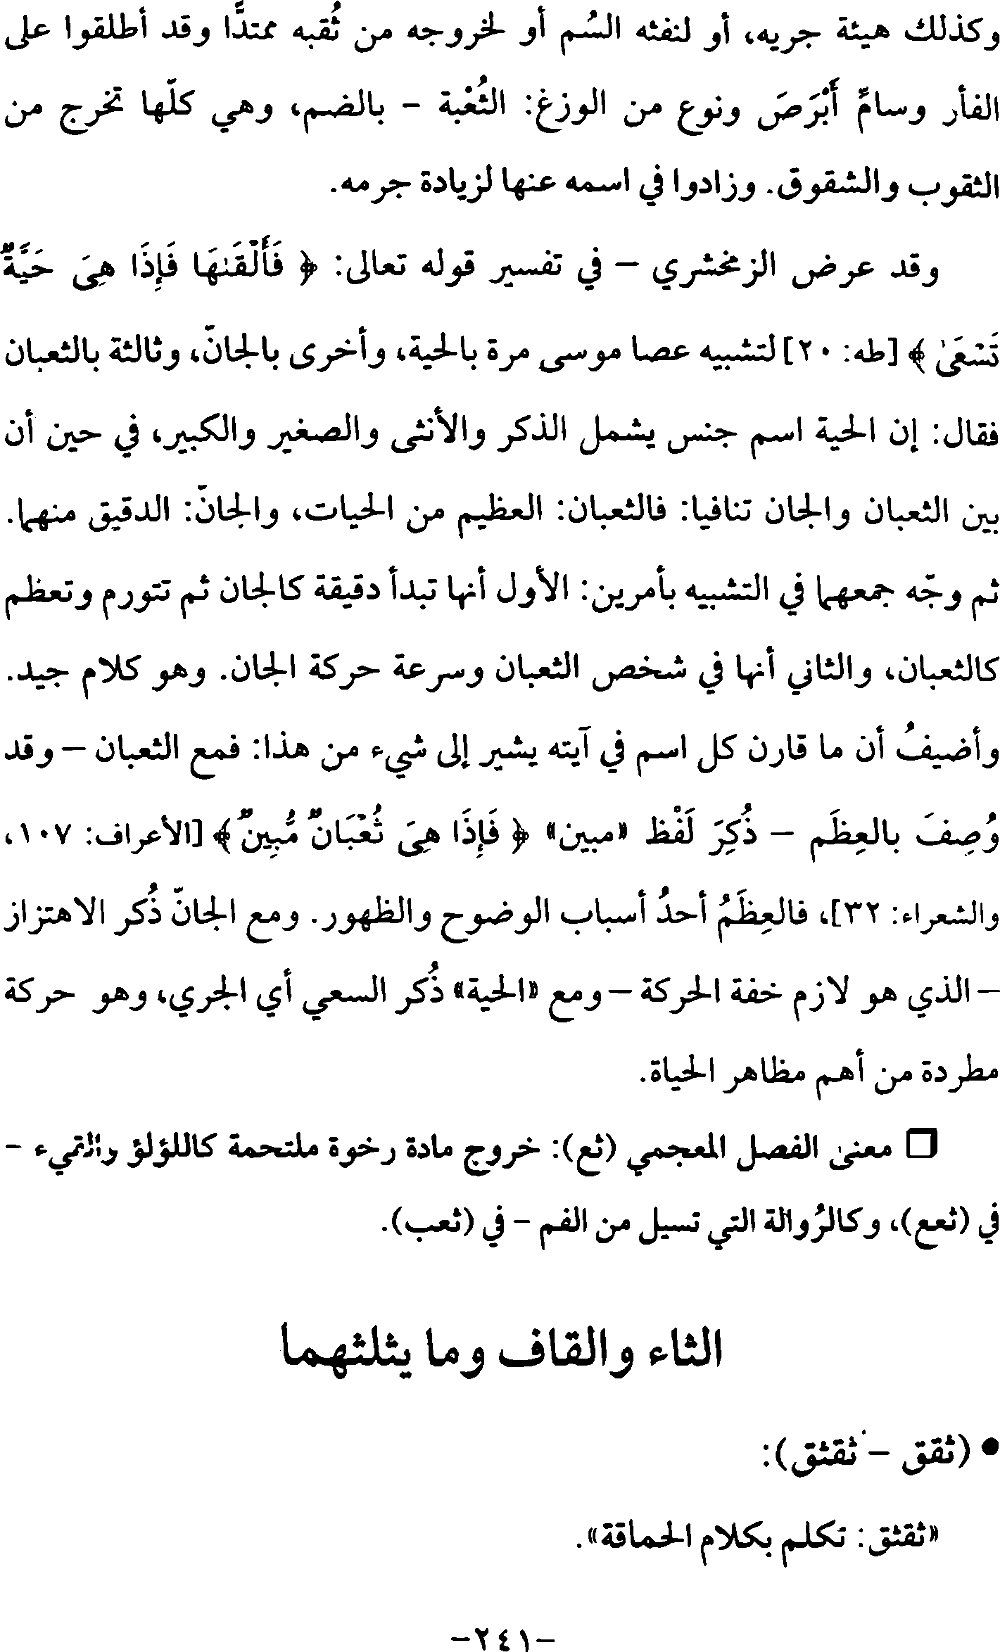 وكذلك هيئة جريه، أو لنفثه السُم أو لخروجه من ثُقبه ممتدًّا وقد أطلقوا على
الفأر وسامِّ أَبْرَصَ ونوع من الوزغ: الثُعْبة – بالضم، وهي كلّها تخرج من
الثقوب والشقوق. وزادوا في اسمه عنها لزيادة جرمه.
وقد عرض الزمخشري – في تفسير قوله تعالى: ﴿ فَأَلْقَىٰهَا فَإِذَا هِىَ حَيَّةٌ
تَسْعَىٰ ﴾ [طه: ٢٠] لتشبيه عصا موسى مرة بالحية، وأخرى بالجانّ، وثالثة بالثعبان
فقال: إن الحية اسم جنس يشمل الذكر والأنثى والصغير والكبير، في حين أن
بين الثعبان والجان تنافيا: فالثعبان: العظيم من الحيات، والجانّ: الدقيق منهما.
ثم وجّه جمعهما في التشبيه بأمرين: الأول أنها تبدأ دقيقة كالجان ثم تتورم وتعظم
كالثعبان، والثاني أنها في شخص الثعبان وسرعة حركة الجان. وهو كلام جيد.
وأضيفُ أن ما قارن كل اسم في آيته يشير إلى شيء من هذا: فمع الثعبان – وقد
وُصِفَ بالعِظَم – ذُكِرَ لَفْظ «مبين» ﴿ فَإِذَا هِىَ ثُعْبَانٌ مُّبِينٌ ﴾ [الأعراف: ١٠٧،
والشعراء: ٣٢]، فالعِظَمُ أحدُ أسباب الوضوح والظهور. ومع الجانّ ذُكر الاهتزاز
– الذي هو لازم خفة الحركة – ومع «الحية» ذُكر السعي أي الجري، وهو حركة
مطردة من أهم مظاهر الحياة.
❒ معنى الفصل المعجمي (ثع): خروج مادة رخوة ملتحمة كاللؤلؤ والقيء –
في (ثعع)، وكالرُوالة التي تسيل من الفم – في (ثعب).
الثاء والقاف وما يثلثهما
• (ثقق – ثقثق):
«ثقثق: تكلم بكلام الحماقة».
–٢٤١–